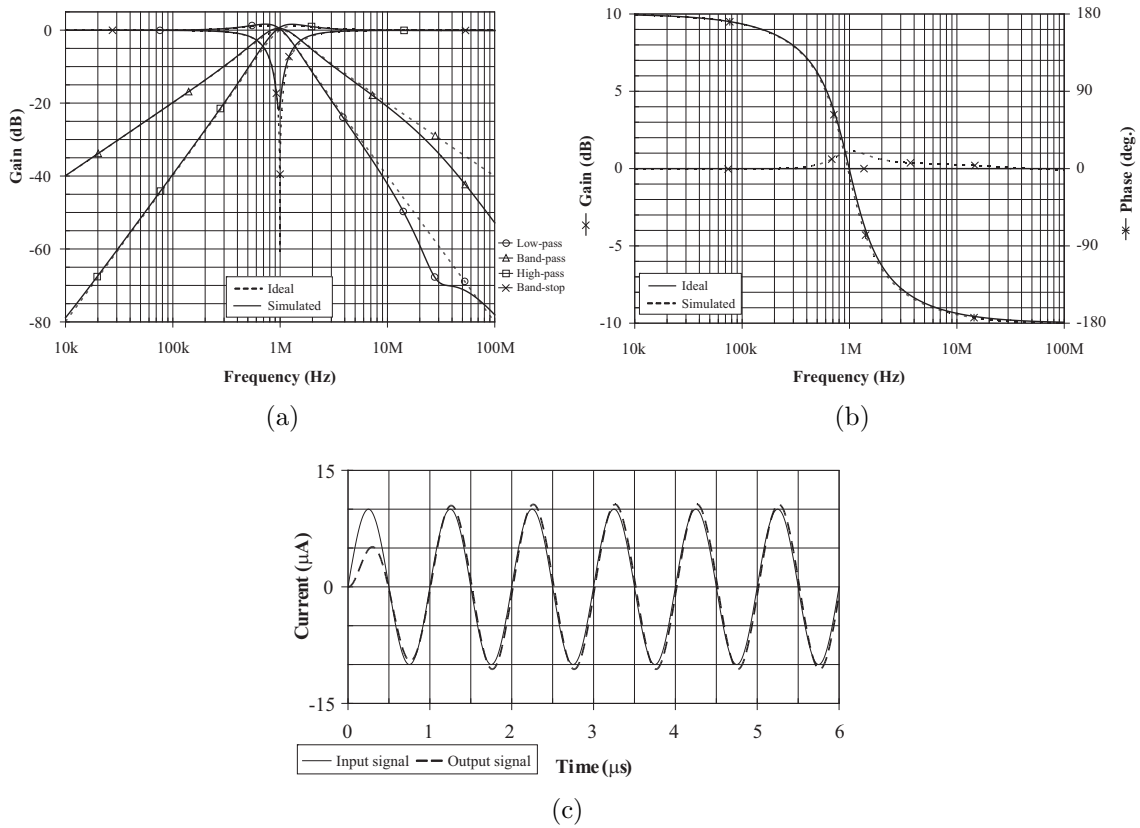 0
-20
-40
-60
-80
Gain (dB)
10k 100k 1M 10M 100M
Frequency (Hz)
Ideal
Simulated
Low-pass
Band-pass
High-pass
Band-stop
(a)
10
5
0
-5
-10
Gain (dB)
180
90
0
-90
-180
Phase (deg.)
Ideal
Simulated
10k 100k 1M 10M 100M
Frequency (Hz)
(b)
15
0
-15
Current (μA)
0 1 2 3 4 5 6
Input signal Output signal
Time (μs)
(c)